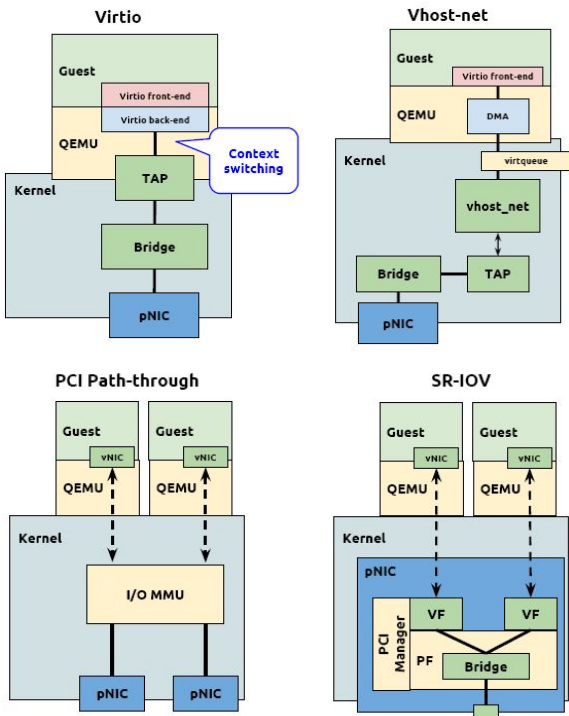 Virtio
Guest
Virtio front-end
Virtio back-end
QEMU
Context
switching
TAP
Kernel
Bridge
pNIC
Vhost-net
Guest
Virtio front-end
QEMU
DMA
Kernel
virtqueue
vhost_net
Bridge
TAP
pNIC
PCI Path-through
Guest
Guest
vNIC
vNIC
QEMU
QEMU
Kernel
I/O MMU
pNIC
pNIC
SR-IOV
Guest
Guest
vNIC
vNIC
QEMU
QEMU
Kernel
pNIC
VF
VF
PCI
Manager
PF
Bridge